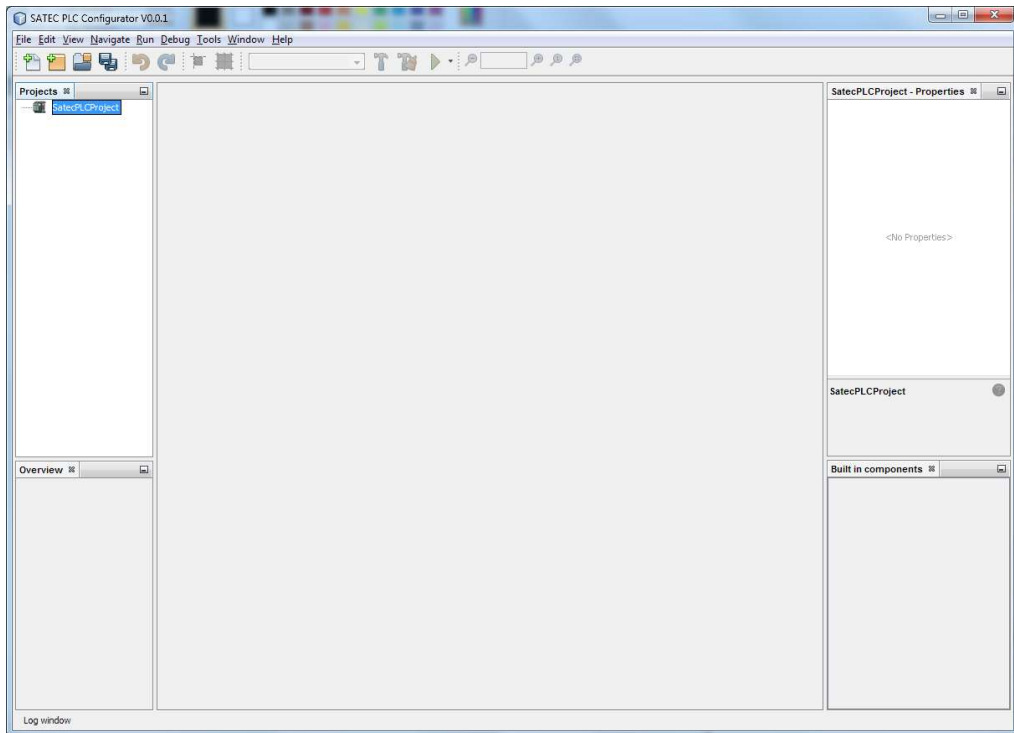 SATEC PLC Configurator V0.0.1
File Edit View Navigate Run Debug Tools Window Help
Projects
SatecPLCProject
SatecPLCProject - Properties
<No Properties>
SatecPLCProject
Overview
Built in components
Log window